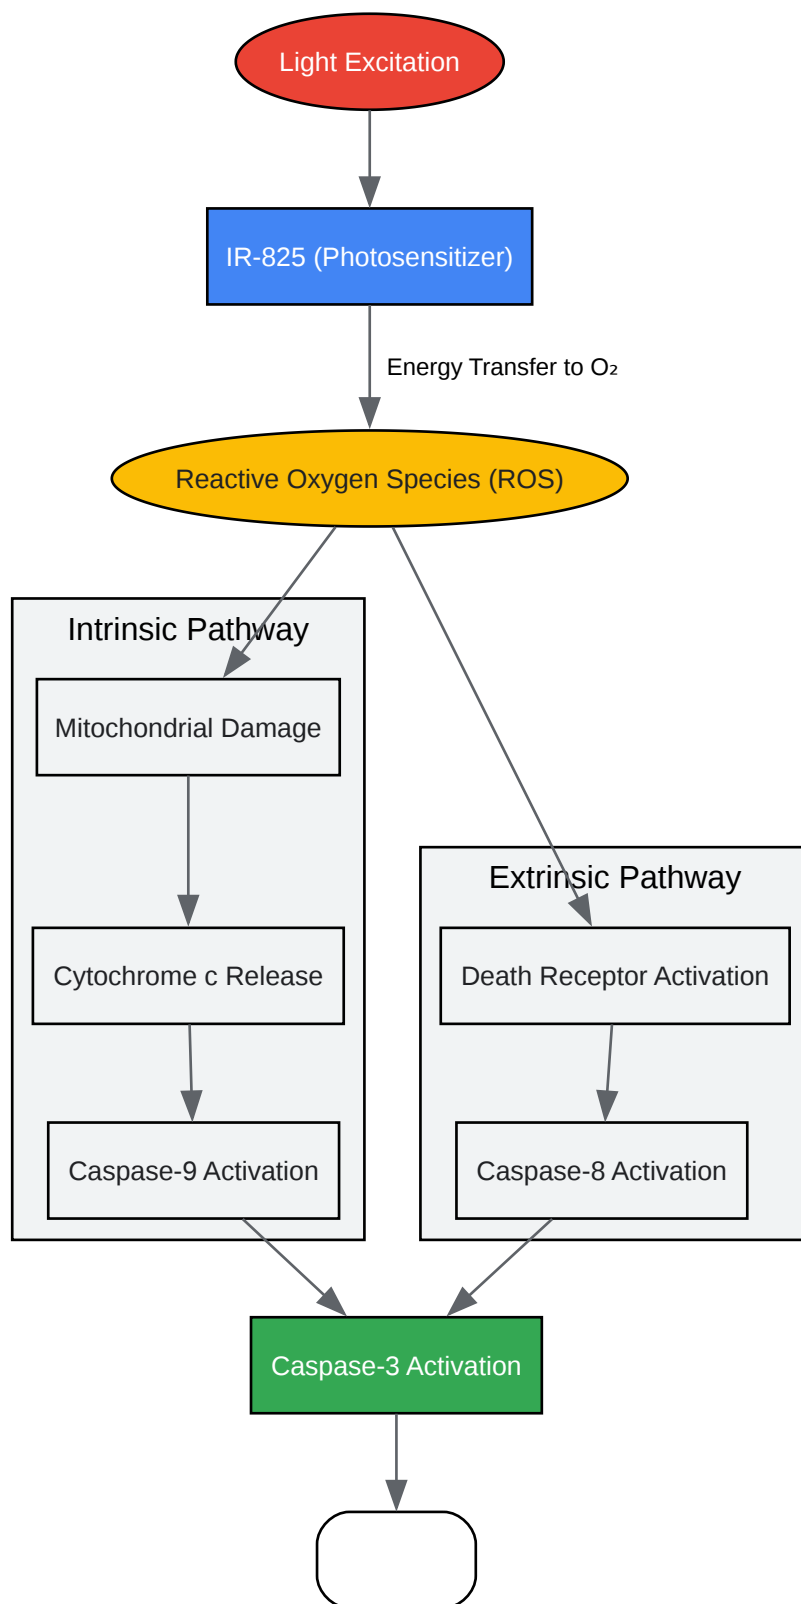 Light Excitation
IR-825 (Photosensitizer)
Energy Transfer to O₂
Reactive Oxygen Species (ROS)
Intrinsic Pathway
Mitochondrial Damage
Cytochrome c Release
Caspase-9 Activation
Extrinsic Pathway
Death Receptor Activation
Caspase-8 Activation
Caspase-3 Activation